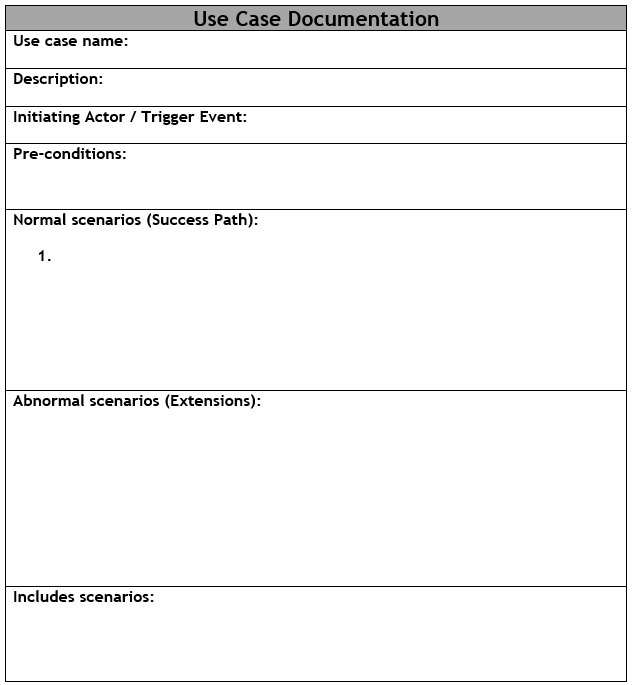 Use Case Documentation
Use case name:
Description:
Initiating Actor / Trigger Event:
Pre-conditions:
Normal scenarios (Success Path):
1.
Abnormal scenarios (Extensions):
Includes scenarios: